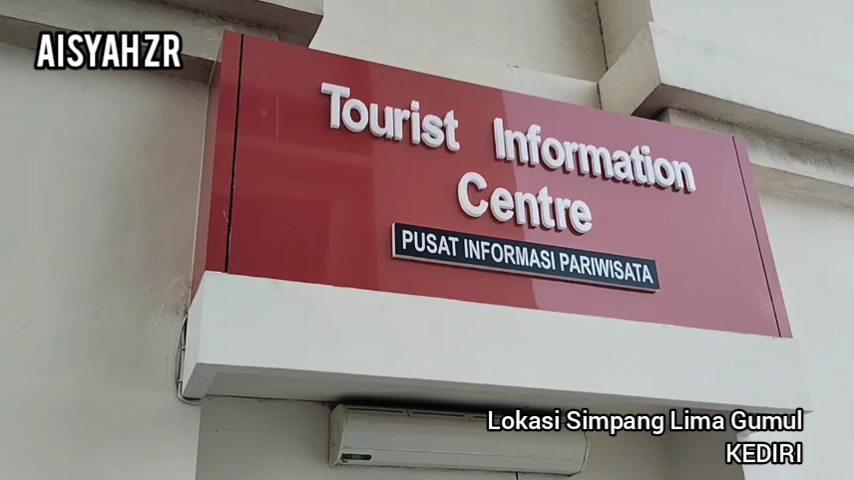 AISYAHZR
Tourist Information
Centre
PUSAT INFORMASI PARIWISATA
Lokasi Simpang Lima Gumul
KEDIRI